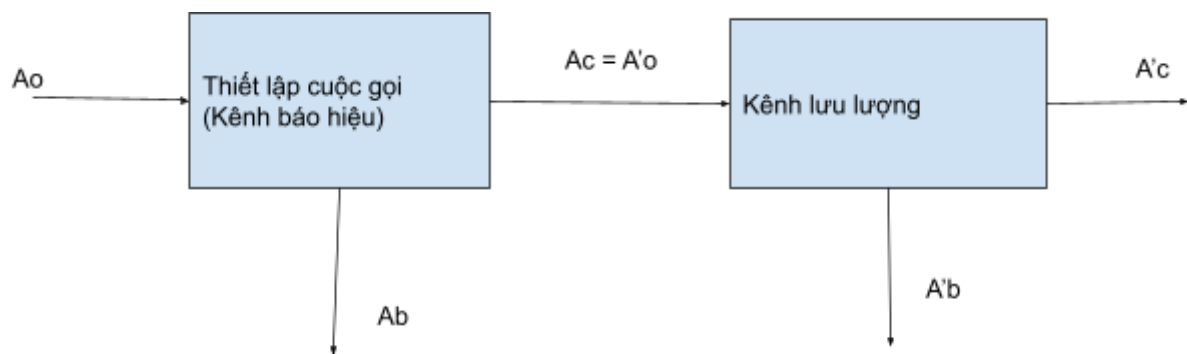 Ao
Thiết lập cuộc gọi
(Kênh báo hiệu)
Ac = A'o
Kênh lưu lượng
A'c
Ab
A'b